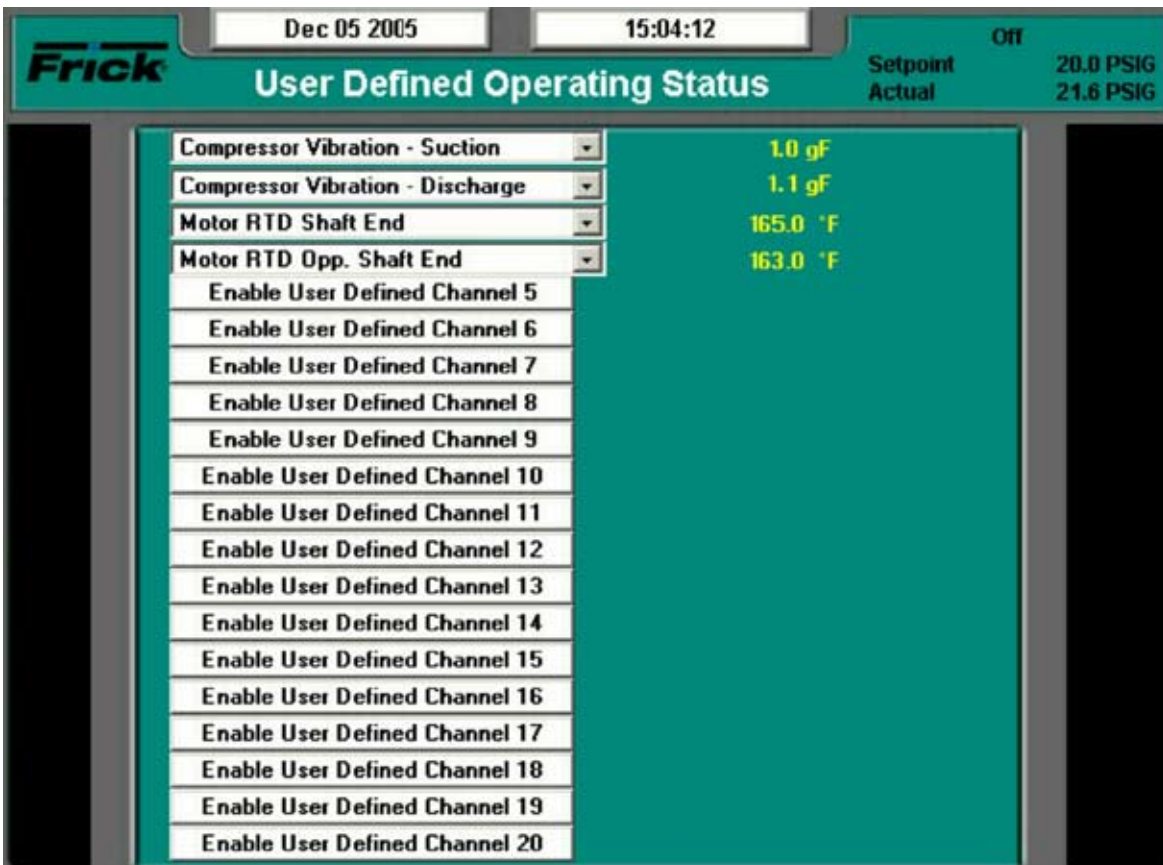 Dec 05 2005 15:04:12 Off
Frick User Defined Operating Status
Setpoint 20.0 PSIG
Actual 21.6 PSIG
Compressor Vibration - Suction 1.0 gF
Compressor Vibration - Discharge 1.1 gF
Motor RTD Shaft End 165.0 °F
Motor RTD Opp. Shaft End 163.0 °F
Enable User Defined Channel 5
Enable User Defined Channel 6
Enable User Defined Channel 7
Enable User Defined Channel 8
Enable User Defined Channel 9
Enable User Defined Channel 10
Enable User Defined Channel 11
Enable User Defined Channel 12
Enable User Defined Channel 13
Enable User Defined Channel 14
Enable User Defined Channel 15
Enable User Defined Channel 16
Enable User Defined Channel 17
Enable User Defined Channel 18
Enable User Defined Channel 19
Enable User Defined Channel 20